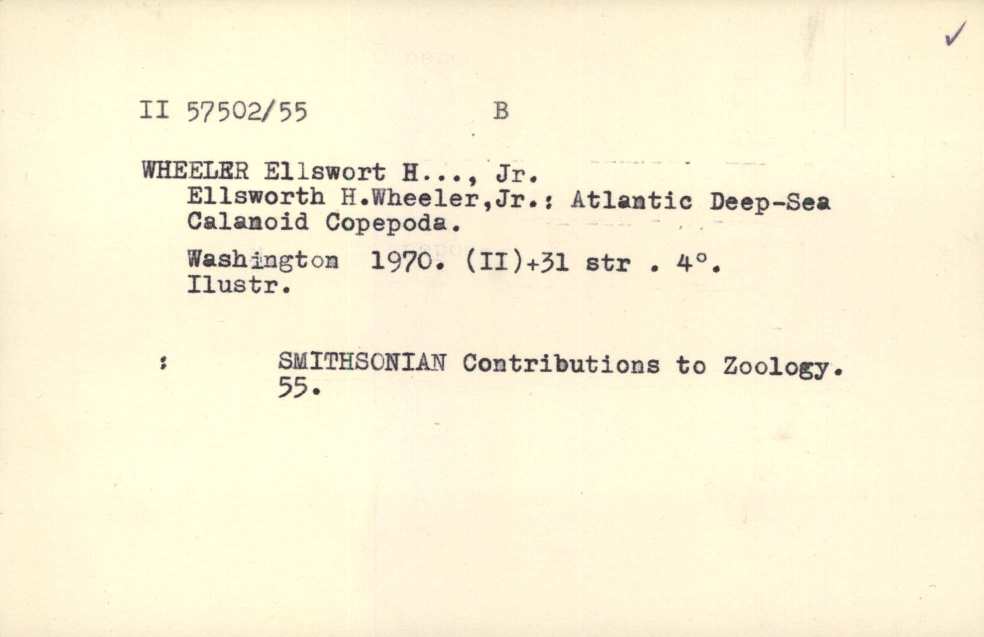 II 57502/55 B
WHEELER Ellswort H..., Jr.
Ellsworth H.Wheeler,Jr.: Atlantic Deep-Sea
Calanoid Copepoda.
Washington 1970. (II)+31 str . 4°.
Ilustr.
: SMITHSONIAN Contributions to Zoology.
55.